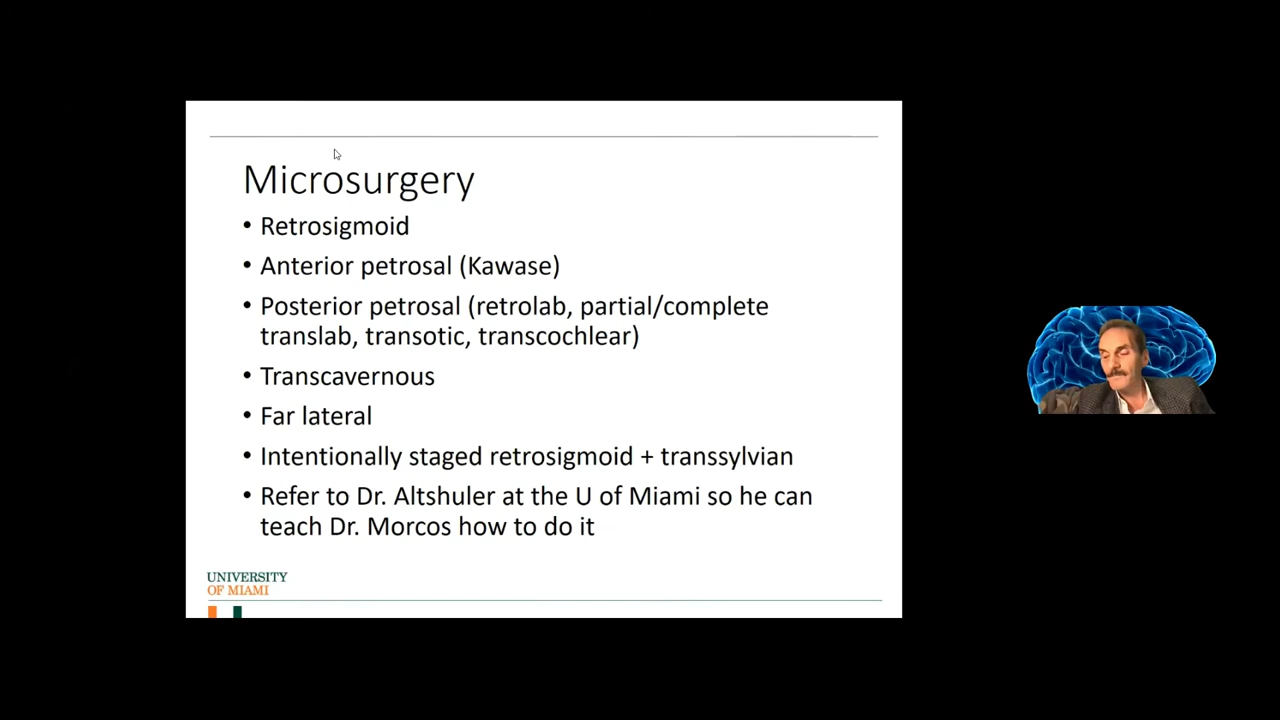 Microsurgery
• Retrosigmoid
• Anterior petrosal (Kawase)
• Posterior petrosal (retrolab, partial/complete
translab, transotic, transcochlear)
• Transcavernous
• Far lateral
• Intentionally staged retrosigmoid + transsylvian
• Refer to Dr. Altshuler at the U of Miami so he can
teach Dr. Morcos how to do it
UNIVERSITY
OF MIAMI